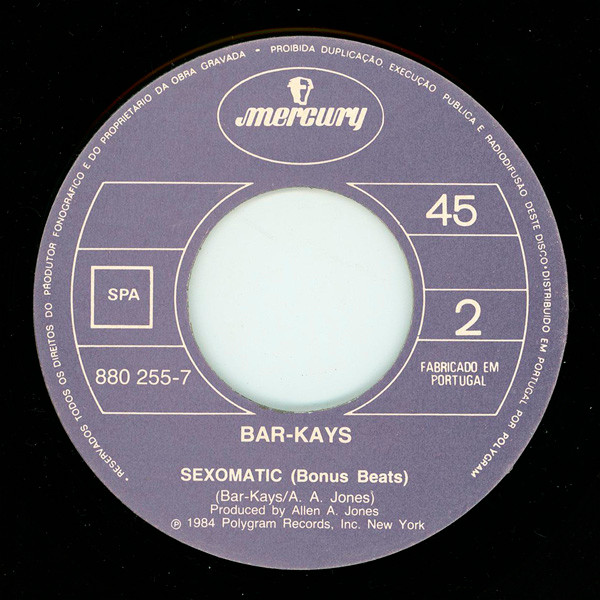 • RESERVADOS TODOS OS DIREITOS DO PRODUTOR FONOGRÁFICO E DO PROPRIETÁRIO DA OBRA GRAVADA • PROIBIDA DUPLICAÇÃO, EXECUÇÃO PUBLICA E RADIODIFUSÃO DESTE DISCO • DISTRIBUIDO EM PORTUGAL POR POLYGRAM
mercury
45
SPA
2
880 255-7
FABRICADO EM
PORTUGAL
BAR-KAYS
SEXOMATIC (Bonus Beats)
(Bar-Kays/A. A. Jones)
Produced by Allen A. Jones
℗ 1984 Polygram Records, Inc. New York